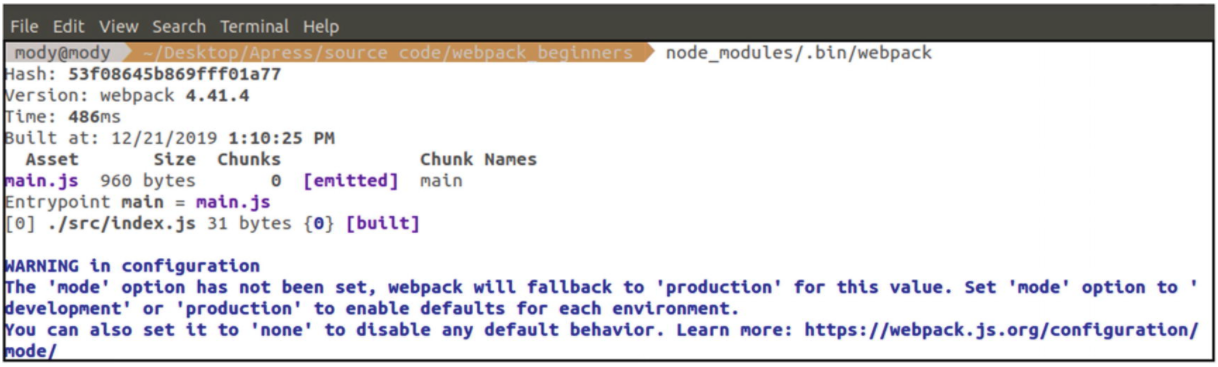 File Edit View Search Terminal Help
mody@mody ~/Desktop/Apress/source code/webpack_beginners node_modules/.bin/webpack
Hash: 53f08645b869fff01a77
Version: webpack 4.41.4
Time: 486ms
Built at: 12/21/2019 1:10:25 PM
Asset Size Chunks Chunk Names
main.js 960 bytes 0 [emitted] main
Entrypoint main = main.js
[0] ./src/index.js 31 bytes {0} [built]
WARNING in configuration
The 'mode' option has not been set, webpack will fallback to 'production' for this value. Set 'mode' option to '
development' or 'production' to enable defaults for each environment.
You can also set it to 'none' to disable any default behavior. Learn more: https://webpack.js.org/configuration/
mode/